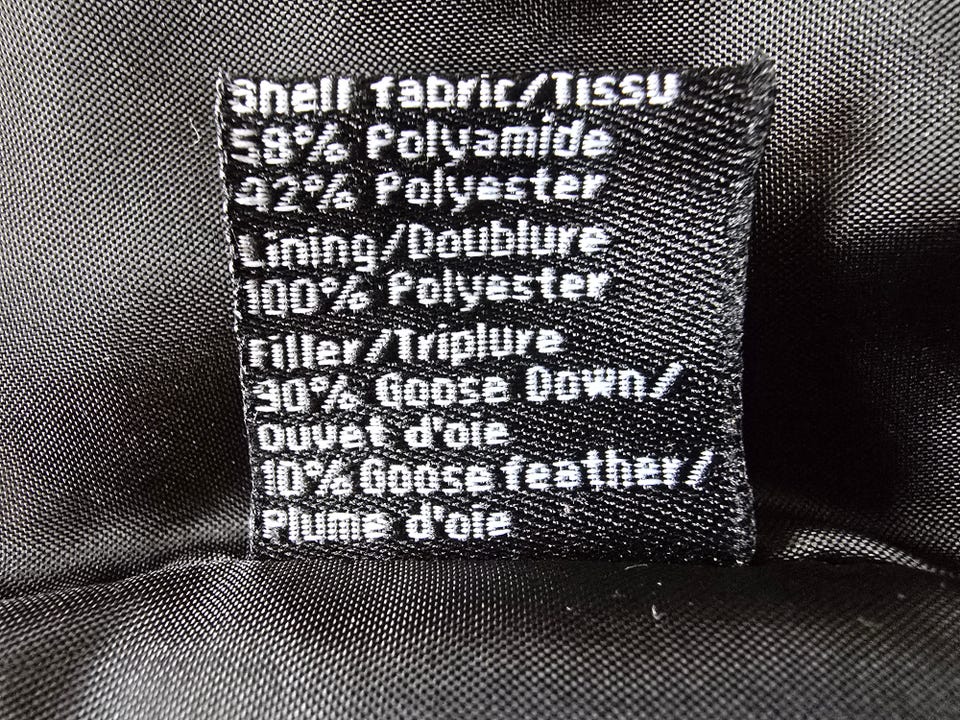 Shell fabric/Tissu
58% Polyamide
42% Polyester
Lining/Doublure
100% Polyester
Filler/Triplure
90% Goose Down/
Duvet d'oie
10% Goose feather/
Plume d'oie